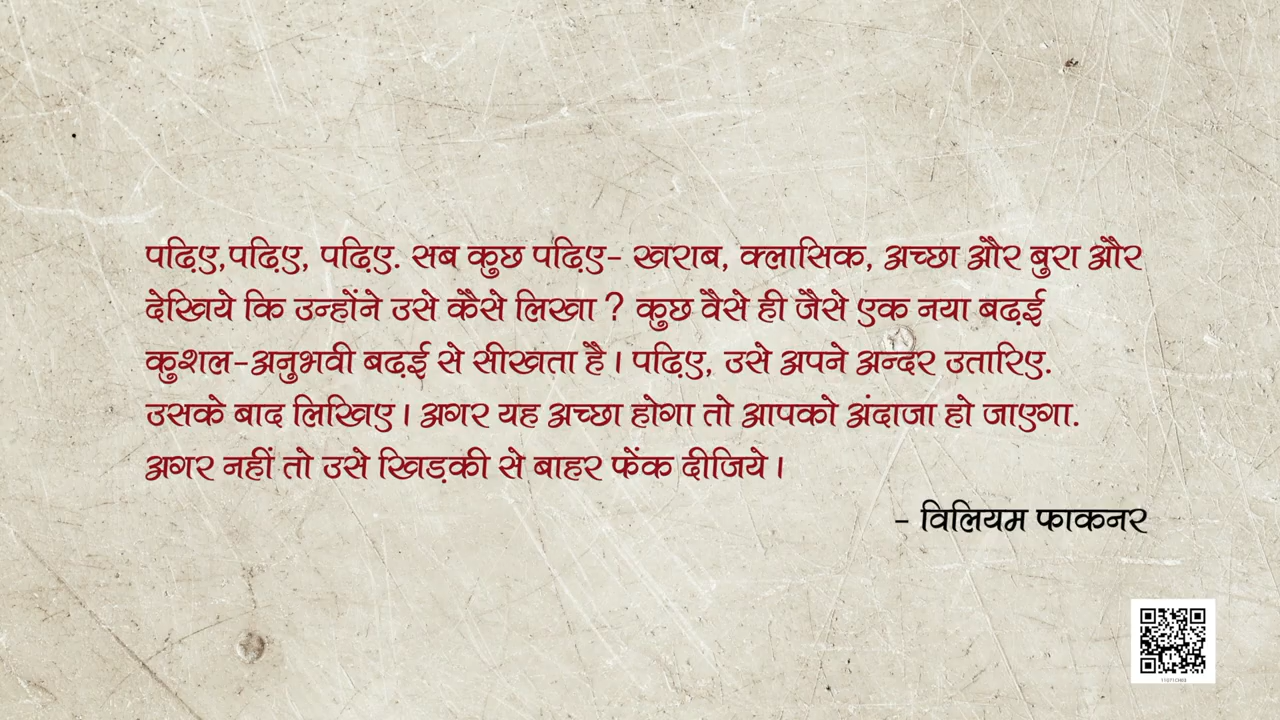 पढ़िए,पढ़िए, पढ़िए. सब कुछ पढ़िए- खराब, क्लासिक, अच्छा और बुरा और
देखिये कि उन्होंने उसे कैसे लिखा ? कुछ वैसे ही जैसे एक नया बढ़ई
कुशल-अनुभवी बढ़ई से सीखता है । पढ़िए, उसे अपने अन्दर उतारिए.
उसके बाद लिखिए । अगर यह अच्छा होगा तो आपको अंदाजा हो जाएगा.
अगर नहीं तो उसे खिड़की से बाहर फेंक दीजिये ।
- विलियम फाकनर